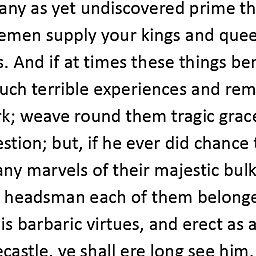 any as yet undiscovered prime th
emen supply your kings and quee
s. And if at times these things ber
uch terrible experiences and rem
rk; weave round them tragic grace
estion; but, if he ever did chance t
any marvels of their majestic bulk
headsman each of them belonge
is barbaric virtues, and erect as a
ecastle, ye shall ere long see him.